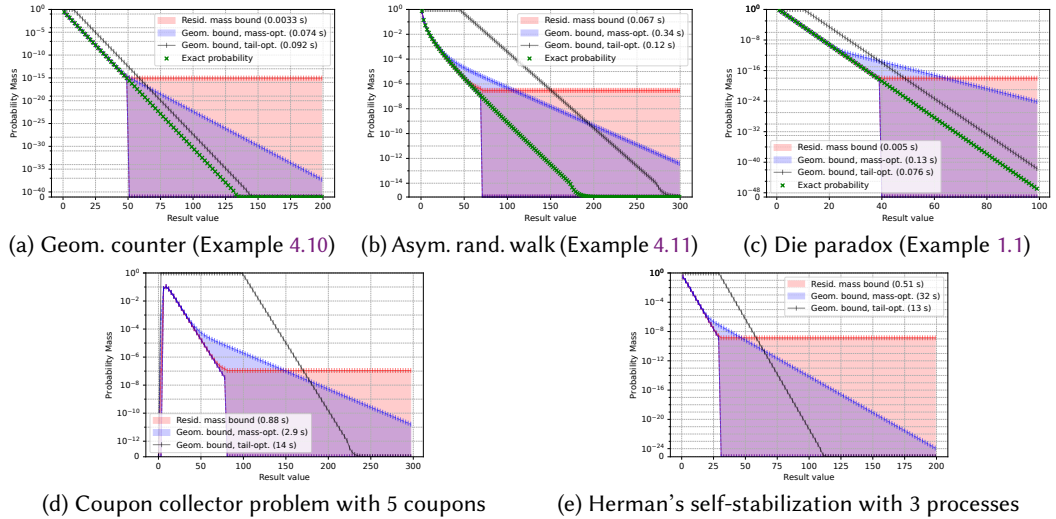 10^0
10^-5
10^-10
10^-15
10^-20
10^-25
10^-30
10^-35
10^-40
0
Probability Mass
Resid. mass bound (0.0033 s)
Geom. bound, mass-opt. (0.074 s)
Geom. bound, tail-opt. (0.092 s)
Exact probability
0 25 50 75 100 125 150 175 200
Result value
10^0
10^-2
10^-4
10^-6
10^-8
10^-10
10^-12
10^-14
0
Probability Mass
Resid. mass bound (0.067 s)
Geom. bound, mass-opt. (0.34 s)
Geom. bound, tail-opt. (0.12 s)
Exact probability
0 50 100 150 200 250 300
Result value
10^0
10^-6
10^-12
10^-18
10^-24
10^-30
10^-36
10^-42
10^-48
0
Probability Mass
Resid. mass bound (0.005 s)
Geom. bound, mass-opt. (0.13 s)
Geom. bound, tail-opt. (0.076 s)
Exact probability
0 20 40 60 80 100
Result value
(a) Geom. counter (Example 4.10)
(b) Asym. rand. walk (Example 4.11)
(c) Die paradox (Example 1.1)
10^0
10^-2
10^-4
10^-6
10^-8
10^-10
10^-12
0
Probability Mass
Resid. mass bound (0.88 s)
Geom. bound, mass-opt. (2.9 s)
Geom. bound, tail-opt. (14 s)
0 50 100 150 200 250 300
Result value
10^0
10^-4
10^-8
10^-12
10^-16
10^-20
10^-24
0
Probability Mass
Resid. mass bound (0.51 s)
Geom. bound, mass-opt. (32 s)
Geom. bound, tail-opt. (13 s)
0 25 50 75 100 125 150 175 200
Result value
(d) Coupon collector problem with 5 coupons
(e) Herman's self-stabilization with 3 processes